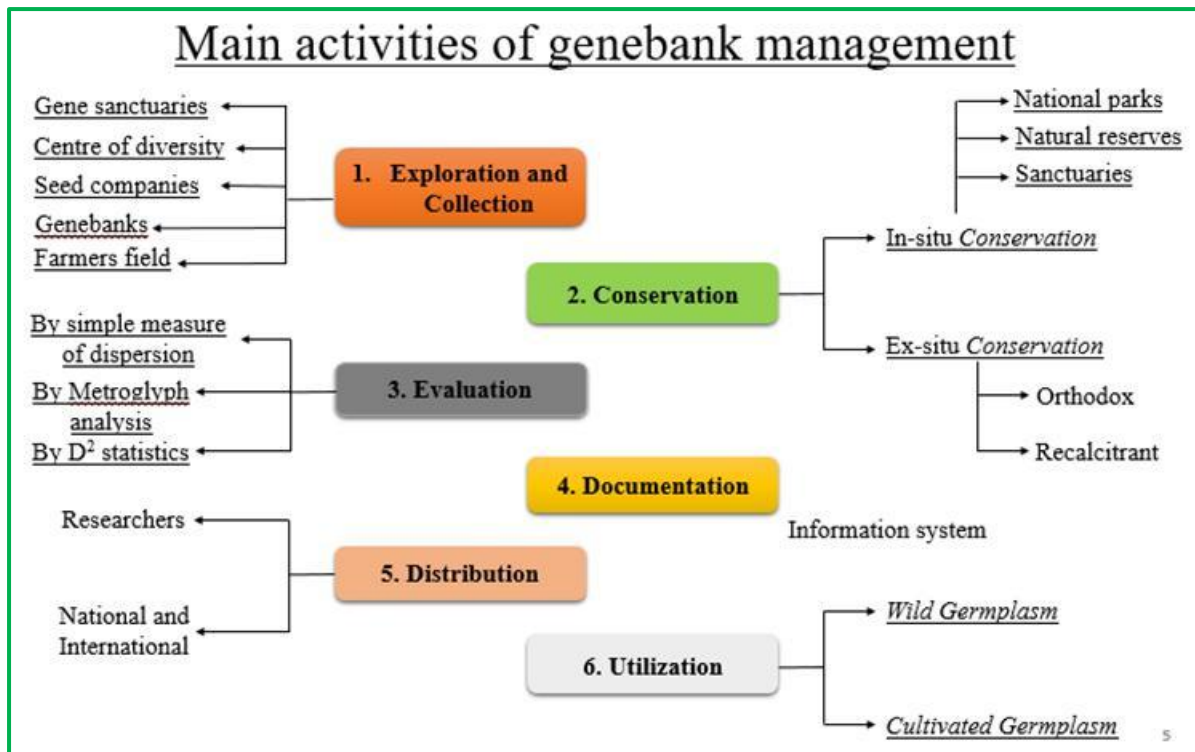 Main activities of genebank management
Gene sanctuaries
Centre of diversity
Seed companies
Genebanks
Farmers field
1. Exploration and
Collection
National parks
Natural reserves
Sanctuaries
In-situ Conservation
2. Conservation
Ex-situ Conservation
Orthodox
Recalcitrant
By simple measure
of dispersion
By Metroglyph
analysis
By D² statistics
3. Evaluation
4. Documentation
Information system
Researchers
National and
International
5. Distribution
Wild Germplasm
6. Utilization
Cultivated Germplasm
5